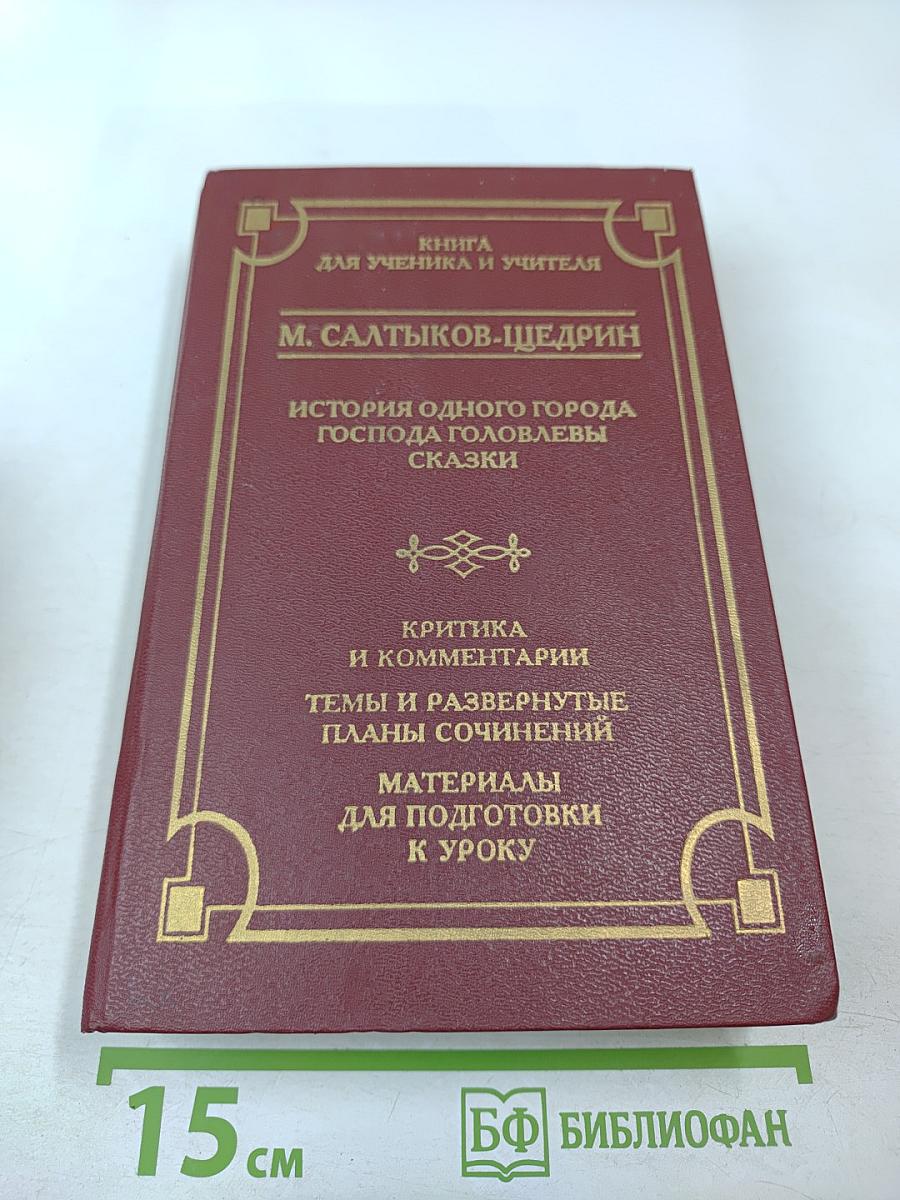 КНИГА
ДЛЯ УЧЕНИКА И УЧИТЕЛЯ
М. САЛТЫКОВ-ЩЕДРИН
ИСТОРИЯ ОДНОГО ГОРОДА
ГОСПОДА ГОЛОВЛЕВЫ
СКАЗКИ
КРИТИКА
И КОММЕНТАРИИ
ТЕМЫ И РАЗВЕРНУТЫЕ
ПЛАНЫ СОЧИНЕНИЙ
МАТЕРИАЛЫ
ДЛЯ ПОДГОТОВКИ
К УРОКУ
15 см
БФ БИБЛИОФАН